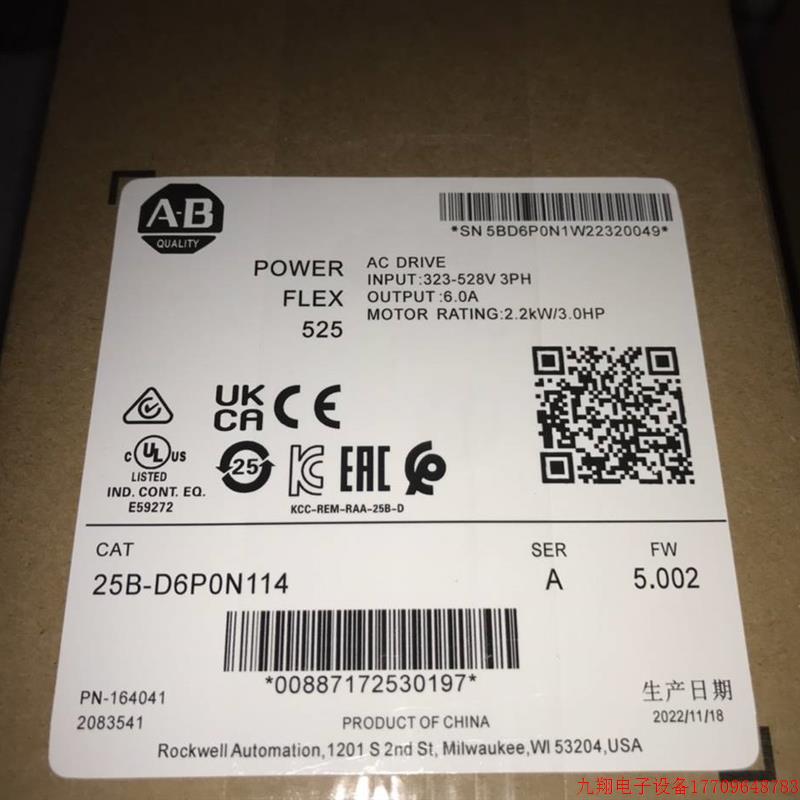 A-B
QUALITY
*SN 5BD6P0N1W22320049*
POWER
FLEX
525
AC DRIVE
INPUT:323-528V 3PH
OUTPUT:6.0A
MOTOR RATING:2.2kW/3.0HP
UK
CA
CE
C UL US
LISTED
IND. CONT. EQ.
E59272
25
KC
EAC
KCC-REM-RAA-25B-D
CAT
25B-D6P0N114
SER
A
FW
5.002
*00887172530197*
PN-164041
2083541
PRODUCT OF CHINA
生产日期
2022/11/18
Rockwell Automation,1201 S 2nd St, Milwaukee,WI 53204,USA
九翔电子设备17709648783